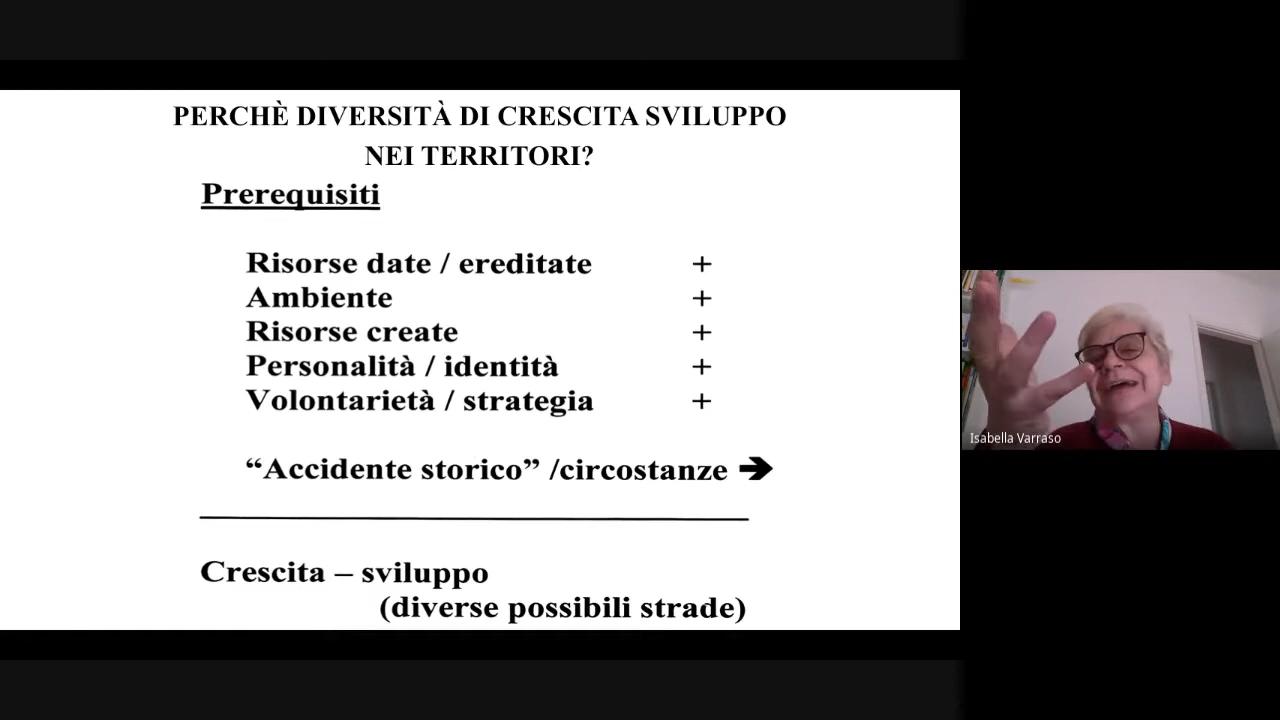 PERCHÈ DIVERSITÀ DI CRESCITA SVILUPPO
NEI TERRITORI?
Prerequisiti
Risorse date / ereditate +
Ambiente +
Risorse create +
Personalità / identità +
Volontarietà / strategia +
“Accidente storico” /circostanze ➔
Crescita – sviluppo
(diverse possibili strade)
Isabella Varraso